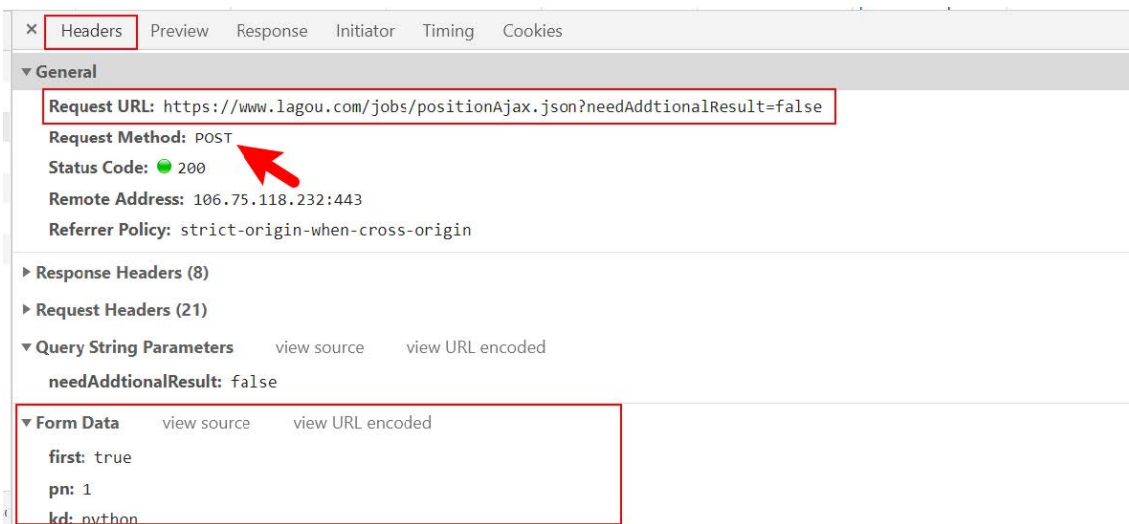 × Headers Preview Response Initiator Timing Cookies
▼ General
Request URL: https://www.lagou.com/jobs/positionAjax.json?needAddtionalResult=false
Request Method: POST
Status Code: 200
Remote Address: 106.75.118.232:443
Referrer Policy: strict-origin-when-cross-origin
▶ Response Headers (8)
▶ Request Headers (21)
▼ Query String Parameters view source view URL encoded
needAddtionalResult: false
▼ Form Data view source view URL encoded
first: true
pn: 1
kd: python